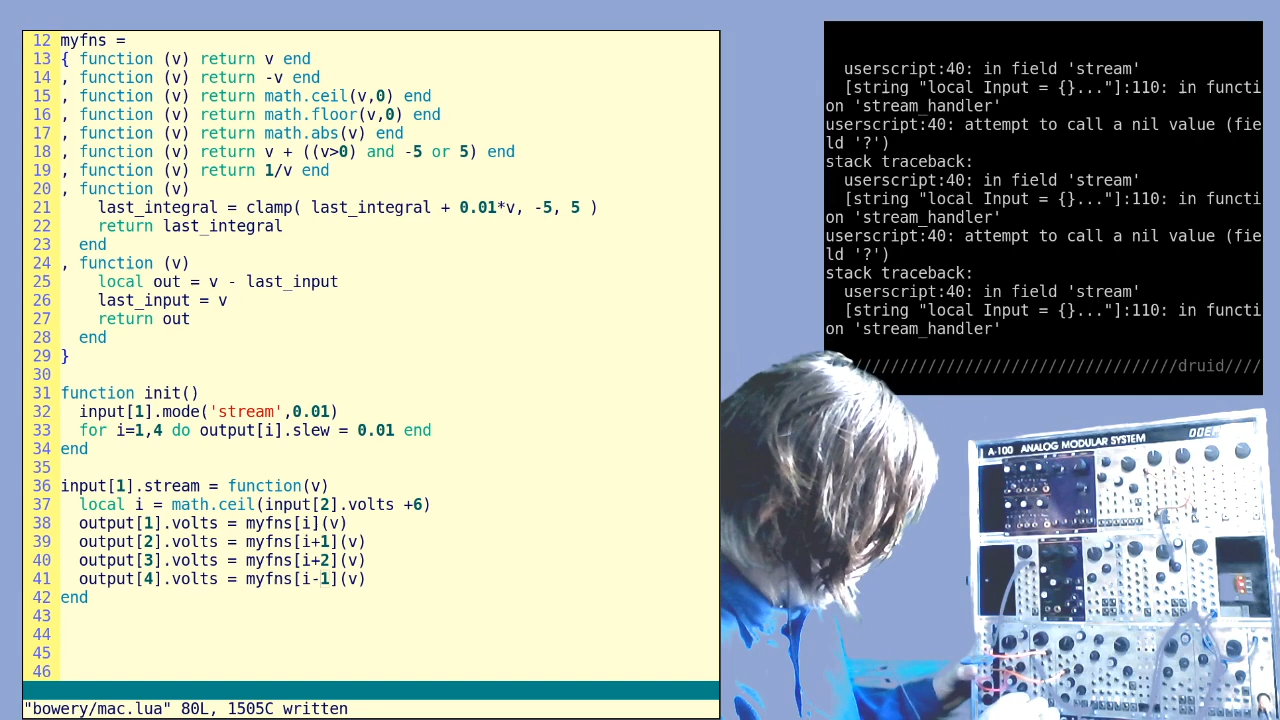 12 myfns =
13 { function (v) return v end
14 , function (v) return -v end
15 , function (v) return math.ceil(v,0) end
16 , function (v) return math.floor(v,0) end
17 , function (v) return math.abs(v) end
18 , function (v) return v + ((v>0) and -5 or 5) end
19 , function (v) return 1/v end
20 , function (v)
21     last_integral = clamp( last_integral + 0.01*v, -5, 5 )
22     return last_integral
23   end
24 , function (v)
25     local out = v - last_input
26     last_input = v
27     return out
28   end
29 }
30
31 function init()
32   input[1].mode('stream',0.01)
33   for i=1,4 do output[i].slew = 0.01 end
34 end
35
36 input[1].stream = function(v)
37   local i = math.ceil(input[2].volts +6)
38   output[1].volts = myfns[i](v)
39   output[2].volts = myfns[i+1](v)
40   output[3].volts = myfns[i+2](v)
41   output[4].volts = myfns[i-1](v)
42 end
43
44
45
46
"bowery/mac.lua" 80L, 1505C written
  userscript:40: in field 'stream'
  [string "local Input = {}..."]:110: in functi
on 'stream_handler'
userscript:40: attempt to call a nil value (fie
ld '?')
stack traceback:
  userscript:40: in field 'stream'
  [string "local Input = {}..."]:110: in functi
on 'stream_handler'
userscript:40: attempt to call a nil value (fie
ld '?')
stack traceback:
  userscript:40: in field 'stream'
  [string "local Input = {}..."]:110: in functi
on 'stream_handler'
//////////////////////////////////druid////
A-100 ANALOG MODULAR SYSTEM